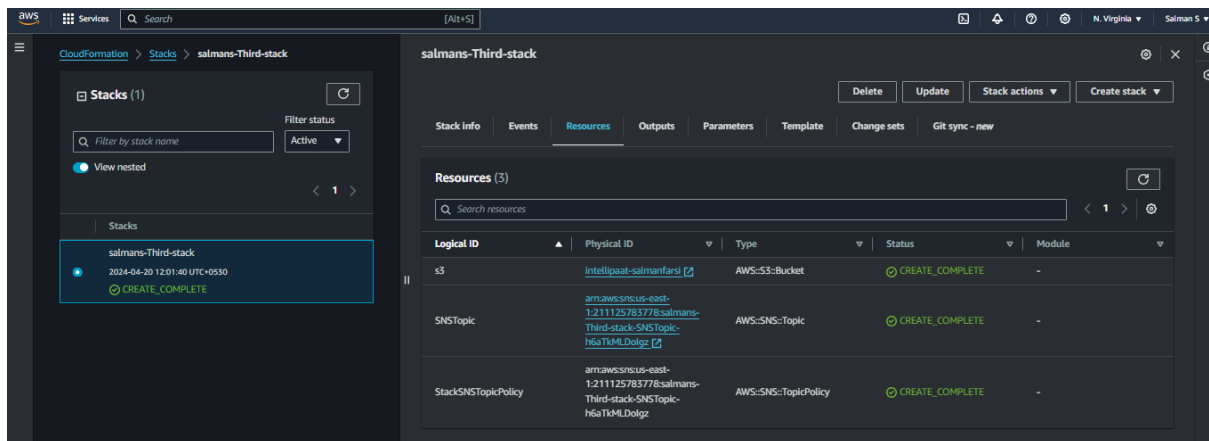 aws Services Search [Alt+S] N. Virginia Salman S
CloudFormation > Stacks > salmans-Third-stack
Stacks (1)
Filter status
Filter by stack name Active
View nested
< 1 >
Stacks
salmans-Third-stack
2024-04-20 12:01:40 UTC+0530
CREATE_COMPLETE
salmans-Third-stack
Delete Update Stack actions Create stack
Stack info Events Resources Outputs Parameters Template Change sets Git sync - new
Resources (3)
Search resources < 1 >
Logical ID Physical ID Type Status Module
s3 intellipaat-salmanfarsi AWS::S3::Bucket CREATE_COMPLETE -
arn:aws:sns:us-east-
1:211125783778:salmans-
SNSTopic Third-stack-SNSTopic- AWS::SNS::Topic CREATE_COMPLETE -
h6aTkMLDolgz
arn:aws:sns:us-east-
1:211125783778:salmans-
StackSNSTopicPolicy Third-stack-SNSTopic- AWS::SNS::TopicPolicy CREATE_COMPLETE -
h6aTkMLDolgz